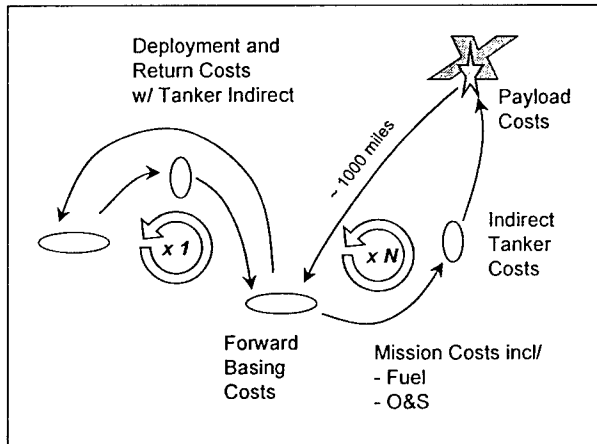 Deployment and
Return Costs
w/ Tanker Indirect
Payload
Costs
~ 1000 miles
x 1
x N
Indirect
Tanker
Costs
Forward
Basing
Costs
Mission Costs incl/
- Fuel
- O&S